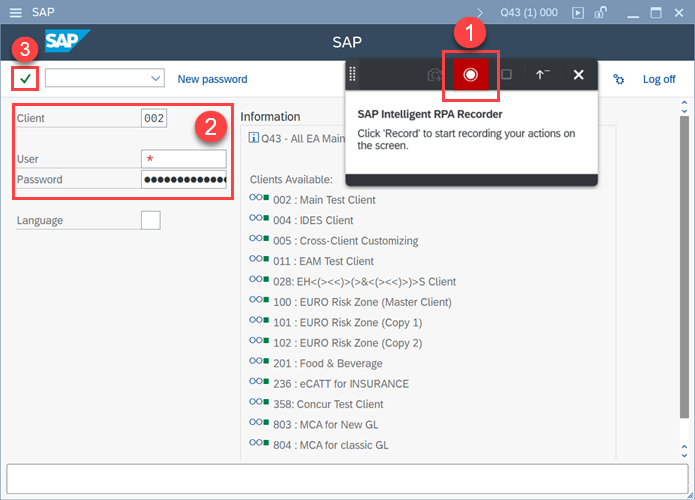 SAP
Q43 (1) 000
SAP
SAP
1
3
New password
Log off
SAP Intelligent RPA Recorder
Click 'Record' to start recording your actions on
the screen.
Client
002
2
User
*
Password
Language
Information
Q43 - All EA Main
Clients Available:
002 : Main Test Client
004 : IDES Client
005 : Cross-Client Customizing
011 : EAM Test Client
028: EH<(><<)>(>&<(><<)>)>S Client
100 : EURO Risk Zone (Master Client)
101 : EURO Risk Zone (Copy 1)
102 : EURO Risk Zone (Copy 2)
201 : Food & Beverage
236 : eCATT for INSURANCE
358: Concur Test Client
803 : MCA for New GL
804 : MCA for classic GL